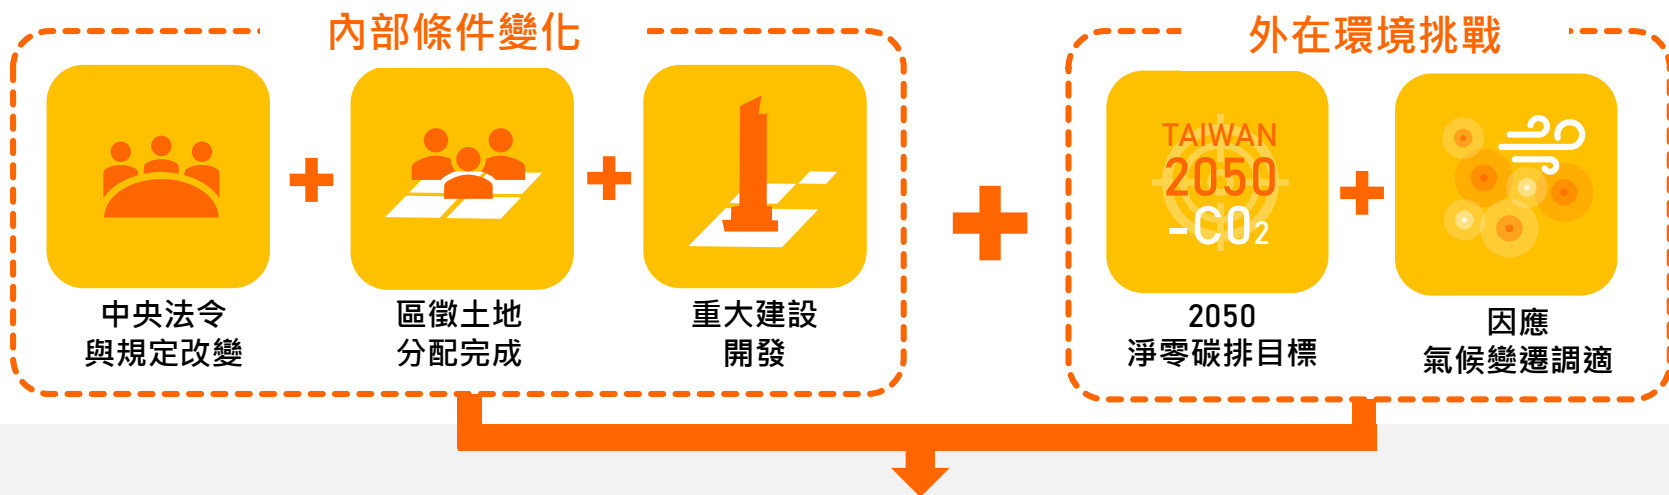 內部條件變化
中央法令
與規定改變
區徵土地
分配完成
重大建設
開發
外在環境挑戰
TAIWAN
2050
-CO₂
2050
淨零碳排目標
因應
氣候變遷調適